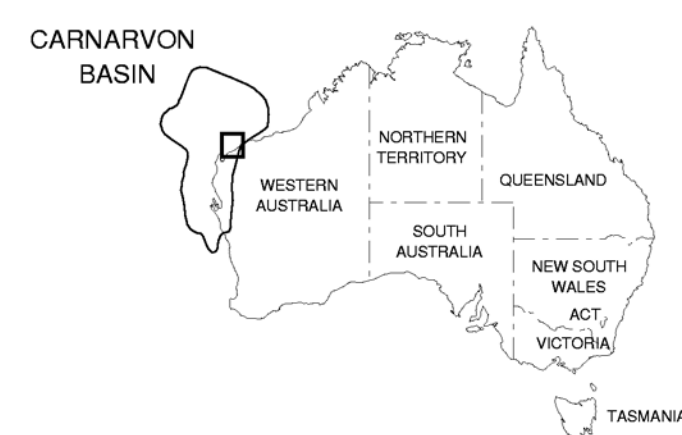 CARNARVON
BASIN
NORTHERN
TERRITORY
QUEENSLAND
WESTERN
AUSTRALIA
SOUTH
AUSTRALIA
NEW SOUTH
WALES
ACT
VICTORIA
TASMANIA